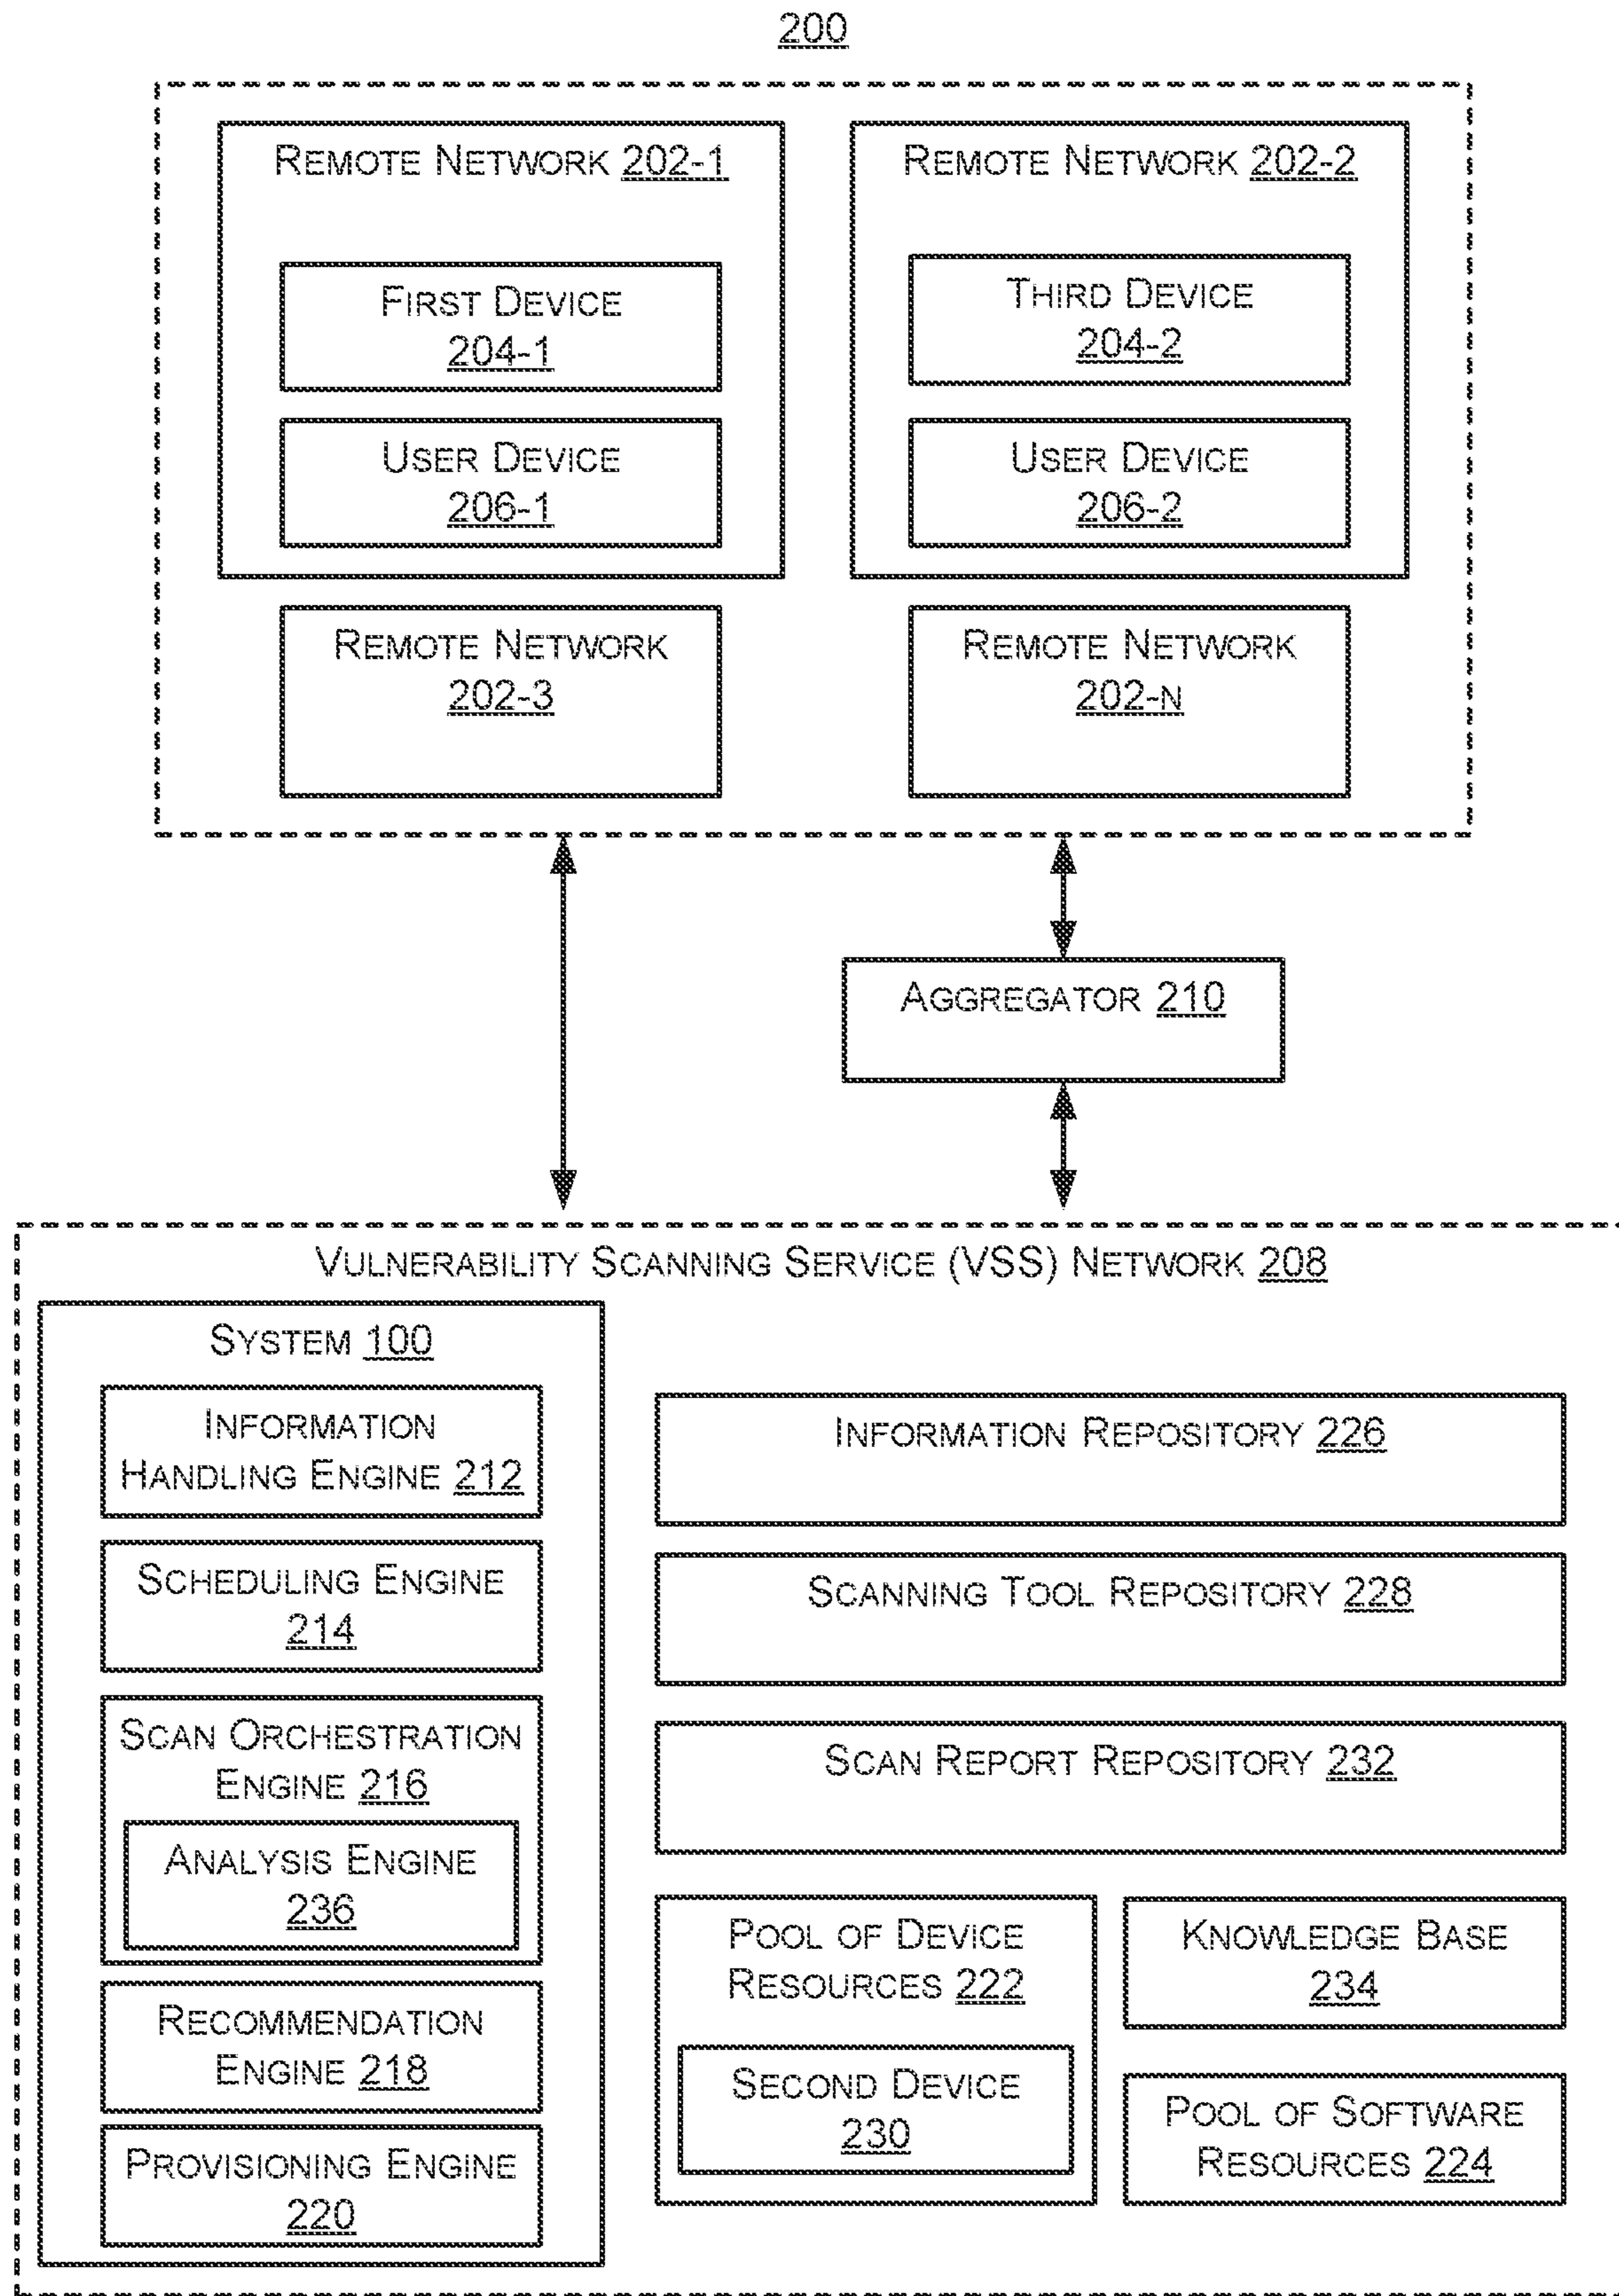 200
REMOTE NETWORK 202-1
FIRST DEVICE
204-1
USER DEVICE
206-1
REMOTE NETWORK 202-2
THIRD DEVICE
204-2
USER DEVICE
206-2
REMOTE NETWORK
202-3
REMOTE NETWORK
202-N
AGGREGATOR 210
VULNERABILITY SCANNING SERVICE (VSS) NETWORK 208
SYSTEM 100
INFORMATION
HANDLING ENGINE 212
SCHEDULING ENGINE
214
SCAN ORCHESTRATION
ENGINE 216
ANALYSIS ENGINE
236
RECOMMENDATION
ENGINE 218
PROVISIONING ENGINE
220
INFORMATION REPOSITORY 226
SCANNING TOOL REPOSITORY 228
SCAN REPORT REPOSITORY 232
POOL OF DEVICE
RESOURCES 222
SECOND DEVICE
230
KNOWLEDGE BASE
234
POOL OF SOFTWARE
RESOURCES 224